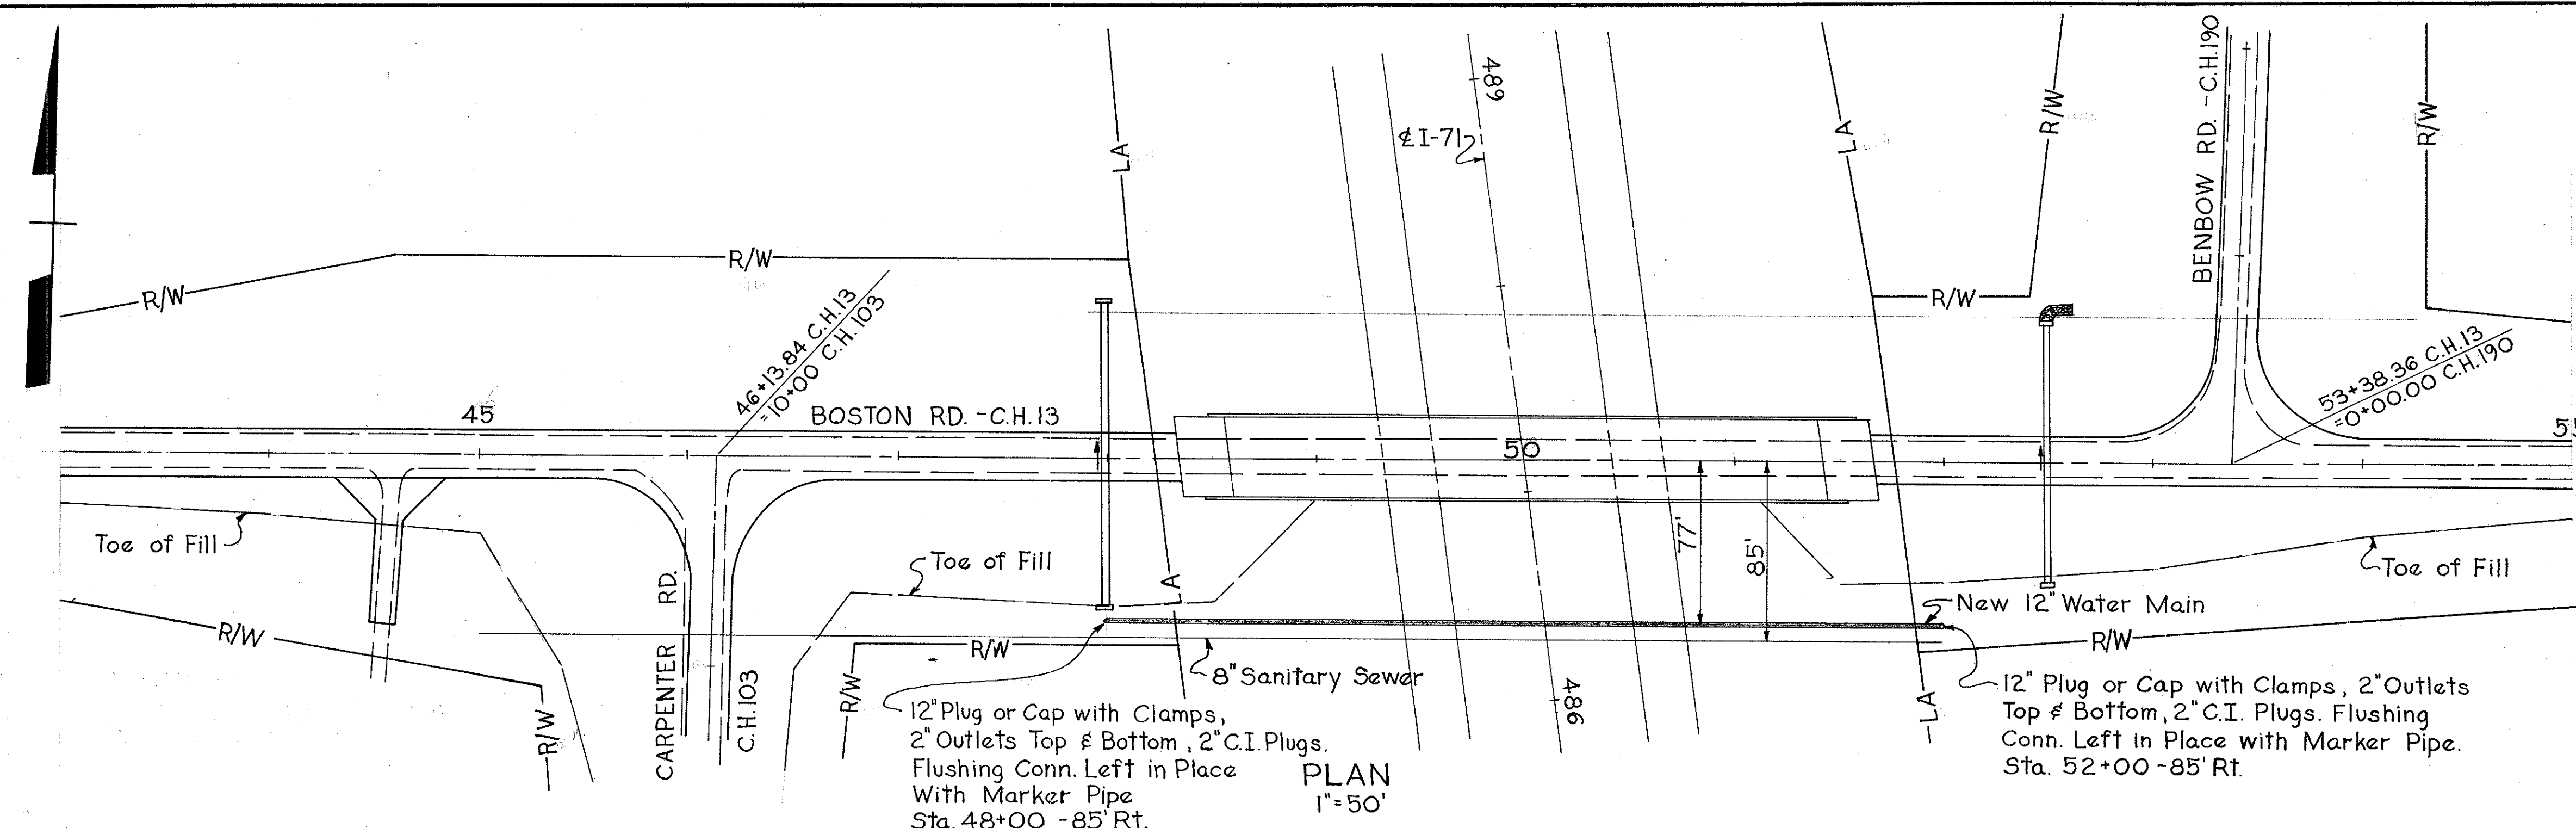 489
℄ I-71
LA
LA
R/W
R/W
BENBOW RD. -C.H.190
R/W
R/W
R/W
46+13.84 C.H.13
=10+00 C.H.103
53+38.36 C.H.13
=0+00.00 C.H.190
45
BOSTON RD. -C.H.13
50
Toe of Fill
Toe of Fill
77'
85'
Toe of Fill
CARPENTER RD.
C.H.103
LA
New 12" Water Main
R/W
R/W
R/W
R/W
R/W
8" Sanitary Sewer
486
LA
12" Plug or Cap with Clamps,
2" Outlets Top & Bottom, 2" C.I. Plugs.
Flushing Conn. Left in Place
With Marker Pipe
Sta. 48+00 -85' Rt.
12" Plug or Cap with Clamps, 2" Outlets
Top & Bottom, 2" C.I. Plugs. Flushing
Conn. Left in Place with Marker Pipe.
Sta. 52+00 -85' Rt.
PLAN
1"=50'